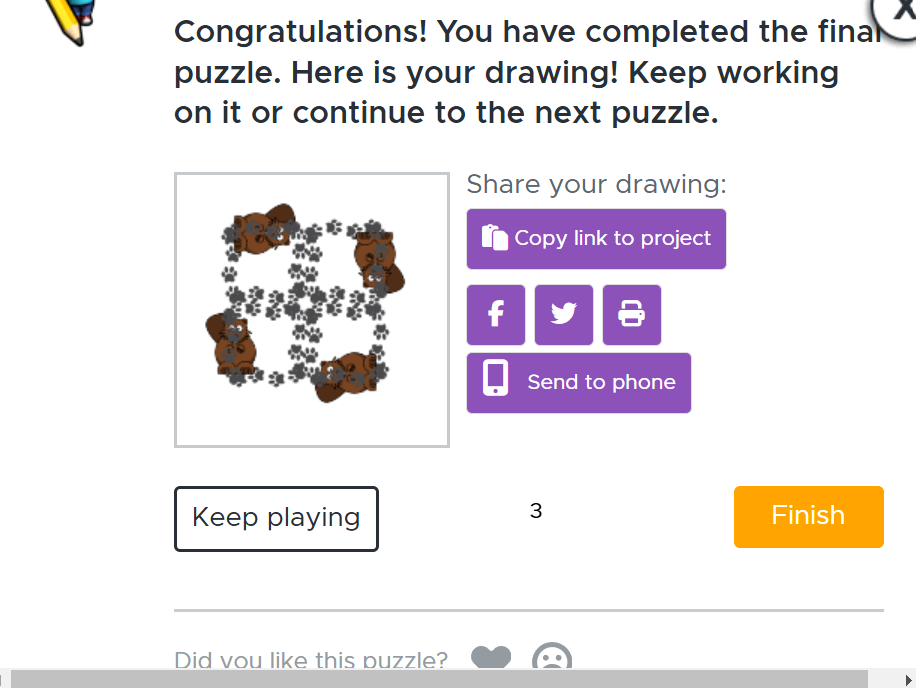 Congratulations! You have completed the final
puzzle. Here is your drawing! Keep working
on it or continue to the next puzzle.
Share your drawing:
Copy link to project
Send to phone
Keep playing
3
Finish
Did you like this puzzle?